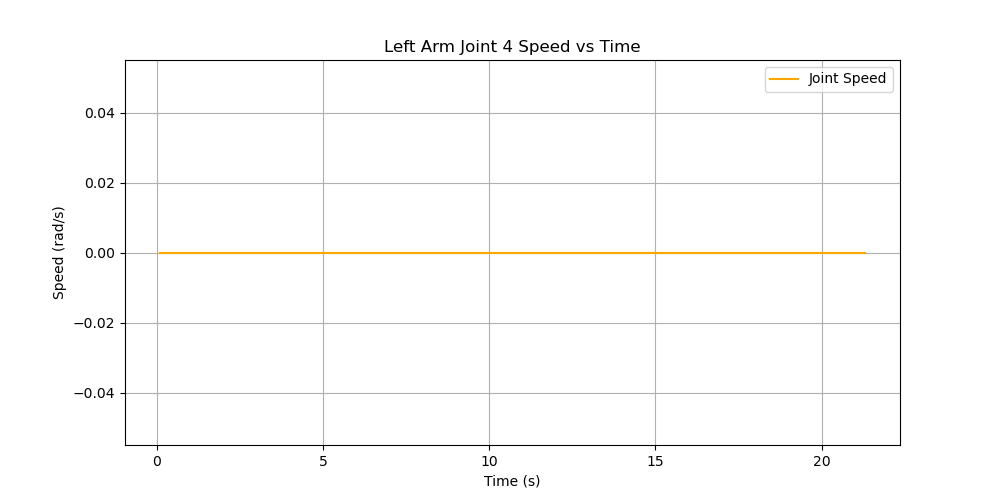 Left Arm Joint 4 Speed vs Time
Joint Speed
0.04
0.02
0.00
−0.02
−0.04
Speed (rad/s)
0 5 10 15 20
Time (s)